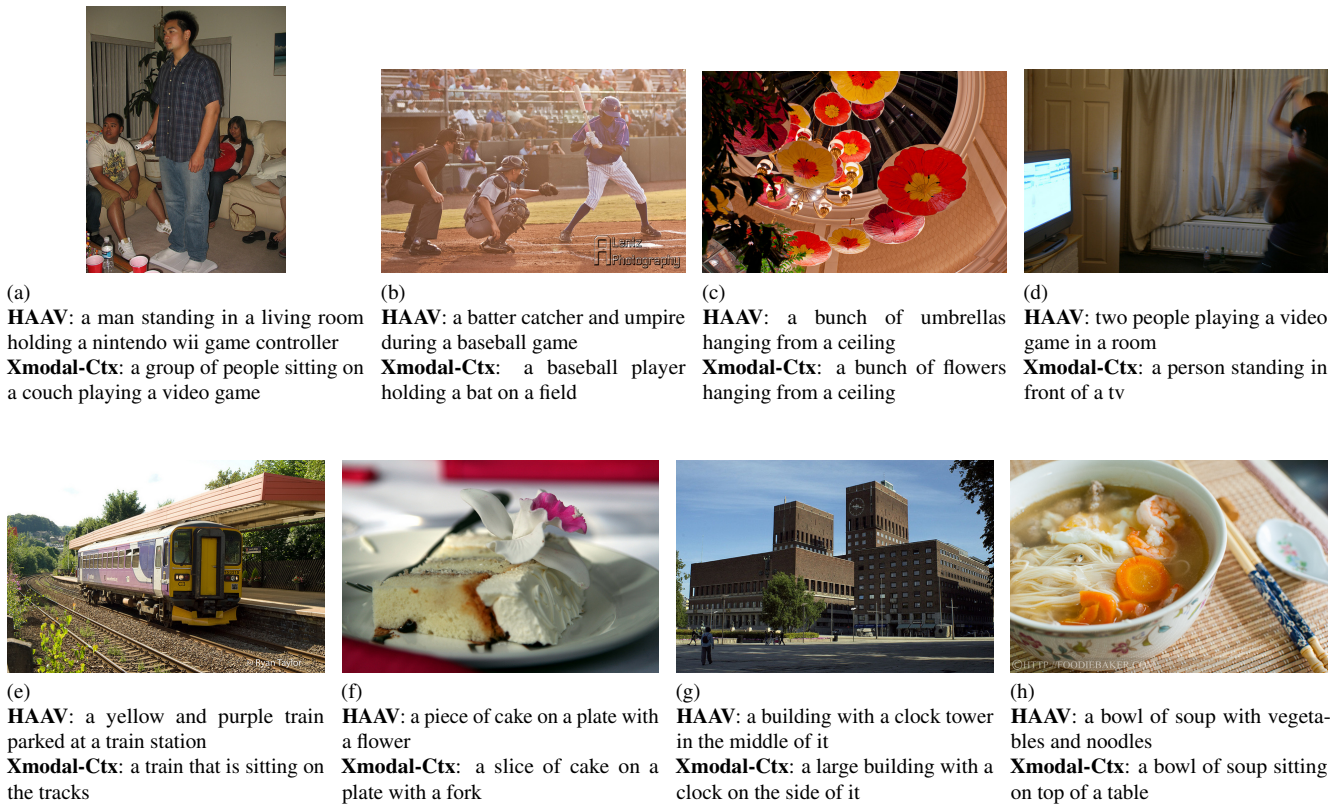 Lentz
Photography
(a)
HAAV: a man standing in a living room
holding a nintendo wii game controller
Xmodal-Ctx: a group of people sitting on
a couch playing a video game
(b)
HAAV: a batter catcher and umpire
during a baseball game
Xmodal-Ctx: a baseball player
holding a bat on a field
(c)
HAAV: a bunch of umbrellas
hanging from a ceiling
Xmodal-Ctx: a bunch of flowers
hanging from a ceiling
(d)
HAAV: two people playing a video
game in a room
Xmodal-Ctx: a person standing in
front of a tv
© Ryan Taylor
©HTTP://FOODIEBAKER.COM
(e)
HAAV: a yellow and purple train
parked at a train station
Xmodal-Ctx: a train that is sitting on
the tracks
(f)
HAAV: a piece of cake on a plate with
a flower
Xmodal-Ctx: a slice of cake on a
plate with a fork
(g)
HAAV: a building with a clock tower
in the middle of it
Xmodal-Ctx: a large building with a
clock on the side of it
(h)
HAAV: a bowl of soup with vegeta-
bles and noodles
Xmodal-Ctx: a bowl of soup sitting
on top of a table